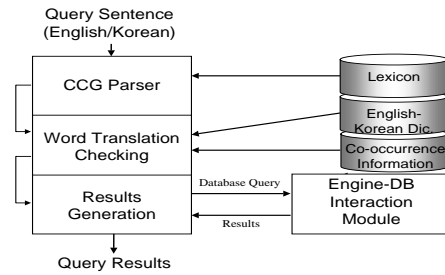 Query Sentence
(English/Korean)
CCG Parser
Word Translation
Checking
Results
Generation
Query Results
Lexicon
English-
Korean Dic.
Co-occurrence
Information
Database Query
Results
Engine-DB
Interaction
Module